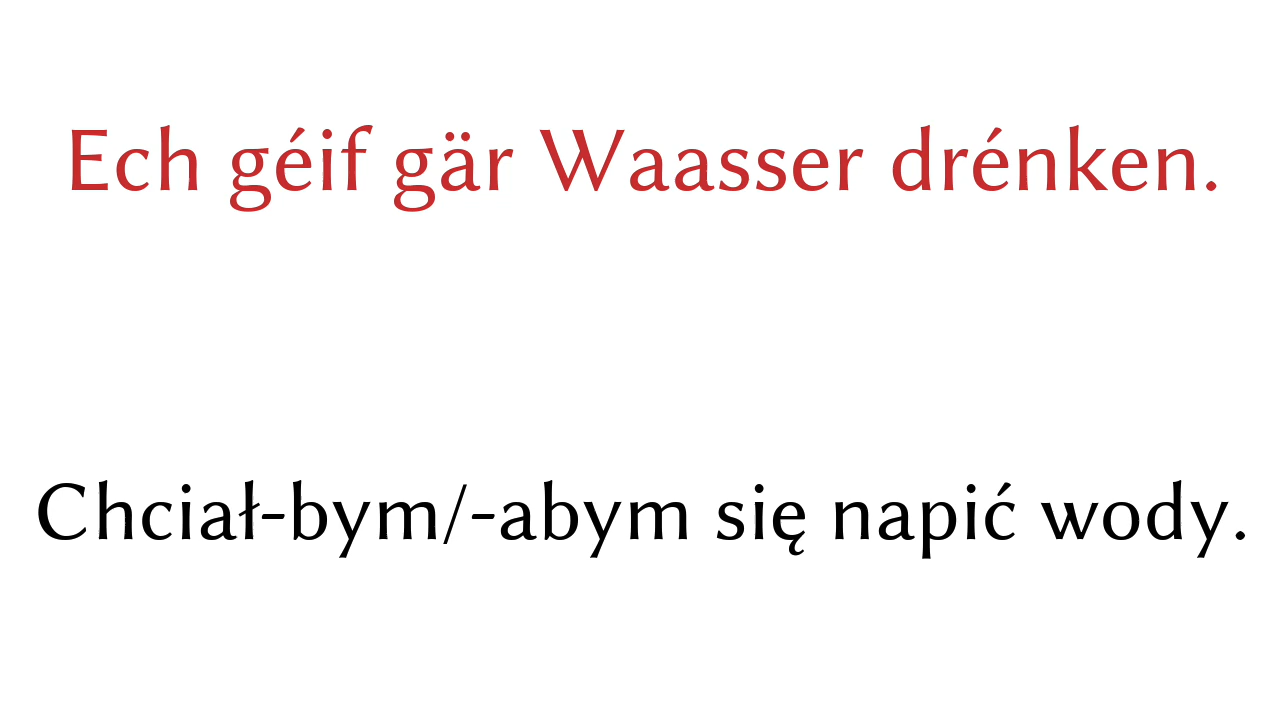 Ech géif gär Waasser drénken.
Chciał-bym/-abym się napić wody.